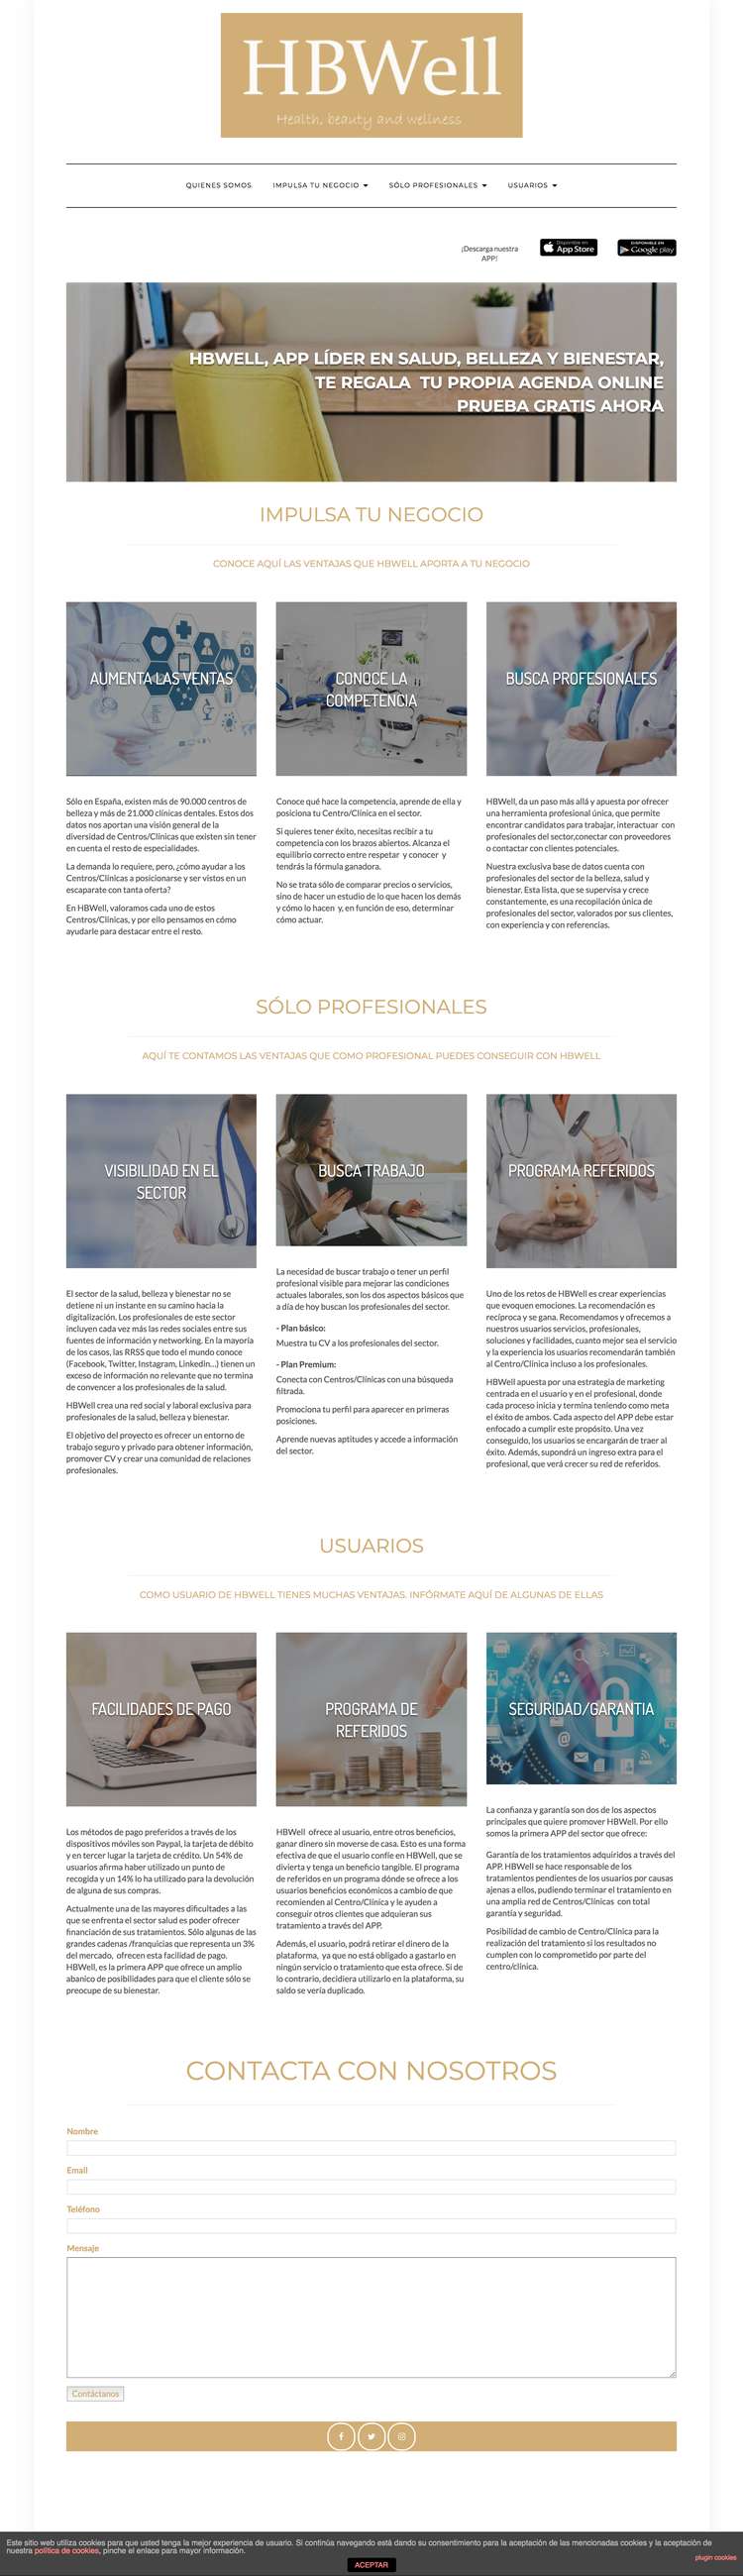 HBWell
Health, beauty and wellness
QUIENES SOMOS
IMPULSA TU NEGOCIO
SÓLO PROFESIONALES
USUARIOS
¡Descarga nuestra
APP!
App Store
DISPONIBLE EN
Google play
HBWELL, APP LÍDER EN SALUD, BELLEZA Y BIENESTAR,
TE REGALA TU PROPIA AGENDA ONLINE
PRUEBA GRATIS AHORA
IMPULSA TU NEGOCIO
CONOCE AQUÍ LAS VENTAJAS QUE HBWELL APORTA A TU NEGOCIO
AUMENTA LAS VENTAS
Sólo en España, existen más de 90.000 centros de
belleza y más de 21.000 clínicas dentales. Estos dos
datos nos aportan una visión general de la
diversidad de Centros/Clínicas que existen sin tener
en cuenta el resto de especialidades.
La demanda lo requiere, pero, ¿cómo ayudar a los
Centros/Clínicas a posicionarse y ser vistos en un
escaparate con tanta oferta?
En HBWell, valoramos cada uno de estos
Centros/Clínicas, y por ello pensamos en cómo
ayudarle para destacar entre el resto.
CONOCE LA
COMPETENCIA
Conoce qué hace la competencia, aprende de ella y
posiciona tu Centro/Clínica en el sector.
Si quieres tener éxito, necesitas recibir a tu
competencia con los brazos abiertos. Alcanza el
equilibrio correcto entre respetar y conocer y
tendrás la fórmula ganadora.
No se trata sólo de comparar precios o servicios,
sino de hacer un estudio de lo que hacen los demás
y cómo lo hacen y, en función de eso, determinar
cómo actuar.
BUSCA PROFESIONALES
HBWell, da un paso más allá y apuesta por ofrecer
una herramienta profesional única, que permite
encontrar candidatos para trabajar, interactuar con
profesionales del sector,conectar con proveedores
o contactar con clientes potenciales.
Nuestra exclusiva base de datos cuenta con
profesionales del sector de la belleza, salud y
bienestar. Esta lista, que se supervisa y crece
constantemente, es una recopilación única de
profesionales del sector, valorados por sus clientes,
con experiencia y con referencias.
SÓLO PROFESIONALES
AQUÍ TE CONTAMOS LAS VENTAJAS QUE COMO PROFESIONAL PUEDES CONSEGUIR CON HBWELL
VISIBILIDAD EN EL
SECTOR
El sector de la salud, belleza y bienestar no se
detiene ni un instante en su camino hacia la
digitalización. Los profesionales de este sector
incluyen cada vez más las redes sociales entre sus
fuentes de información y networking. En la mayoría
de los casos, las RRSS que todo el mundo conoce
(Facebook, Twitter, Instagram, Linkedin...) tienen un
exceso de información no relevante que no termina
de convencer a los profesionales de la salud.
HBWell crea una red social y laboral exclusiva para
profesionales de la salud, belleza y bienestar.
El objetivo del proyecto es ofrecer un entorno de
trabajo seguro y privado para obtener información,
promover CV y crear una comunidad de relaciones
profesionales.
BUSCA TRABAJO
La necesidad de buscar trabajo o tener un perfil
profesional visible para mejorar las condiciones
actuales laborales, son los dos aspectos básicos que
a día de hoy buscan los profesionales del sector.
- Plan básico:
Muestra tu CV a los profesionales del sector.
- Plan Premium:
Conecta con Centros/Clínicas con una búsqueda
filtrada.
Promociona tu perfil para aparecer en primeras
posiciones.
Aprende nuevas aptitudes y accede a información
del sector.
PROGRAMA REFERIDOS
Uno de los retos de HBWell es crear experiencias
que evoquen emociones. La recomendación es
recíproca y se gana. Recomendamos y ofrecemos a
nuestros usuarios servicios, profesionales,
soluciones y facilidades, cuanto mejor sea el servicio
y la experiencia los usuarios recomendarán también
al Centro/Clínica incluso a los profesionales.
HBWell apuesta por una estrategia de marketing
centrada en el usuario y en el profesional, donde
cada proceso inicia y termina teniendo como meta
el éxito de ambos. Cada aspecto del APP debe estar
enfocado a cumplir este propósito. Una vez
conseguido, los usuarios se encargarán de traer al
éxito. Además, supondrá un ingreso extra para el
profesional, que verá crecer su red de referidos.
USUARIOS
COMO USUARIO DE HBWELL TIENES MUCHAS VENTAJAS. INFÓRMATE AQUÍ DE ALGUNAS DE ELLAS
FACILIDADES DE PAGO
Los métodos de pago preferidos a través de los
dispositivos móviles son Paypal, la tarjeta de débito
y en tercer lugar la tarjeta de crédito. Un 54% de
usuarios afirma haber utilizado un punto de
recogida y un 14% lo ha utilizado para la devolución
de alguna de sus compras.
Actualmente una de las mayores dificultades a las
que se enfrenta el sector salud es poder ofrecer
financiación de sus tratamientos. Sólo algunas de las
grandes cadenas /franquicias que representa un 3%
del mercado, ofrecen esta facilidad de pago.
HBWell, es la primera APP que ofrece un amplio
abanico de posibilidades para que el cliente sólo se
preocupe de su bienestar.
PROGRAMA DE
REFERIDOS
HBWell ofrece al usuario, entre otros beneficios,
ganar dinero sin moverse de casa. Esto es una forma
efectiva de que el usuario confíe en HBWell, que se
divierta y tenga un beneficio tangible. El programa
de referidos en un programa dónde se ofrece a los
usuarios beneficios económicos a cambio de que
recomienden al Centro/Clínica y le ayuden a
conseguir otros clientes que adquieran sus
tratamiento a través del APP.
Además, el usuario, podrá retirar el dinero de la
plataforma, ya que no está obligado a gastarlo en
ningún servicio o tratamiento que esta ofrece. Si de
lo contrario, decidiera utilizarlo en la plataforma, su
saldo se vería duplicado.
SEGURIDAD/GARANTIA
La confianza y garantía son dos de los aspectos
principales que quiere promover HBWell. Por ello
somos la primera APP del sector que ofrece:
Garantía de los tratamientos adquiridos a través del
APP. HBWell se hace responsable de los
tratamientos pendientes de los usuarios por causas
ajenas a ellos, pudiendo terminar el tratamiento en
una amplia red de Centros/Clínicas con total
garantía y seguridad.
Posibilidad de cambio de Centro/Clínica para la
realización del tratamiento si los resultados no
cumplen con lo comprometido por parte del
centro/clínica.
CONTACTA CON NOSOTROS
Nombre
Email
Teléfono
Mensaje
Contáctanos
Este sitio web utiliza cookies para que usted tenga la mejor experiencia de usuario. Si continúa navegando está dando su consentimiento para la aceptación de las mencionadas cookies y la aceptación de
nuestra política de cookies, pinche el enlace para mayor información.
plugin cookies
ACEPTAR